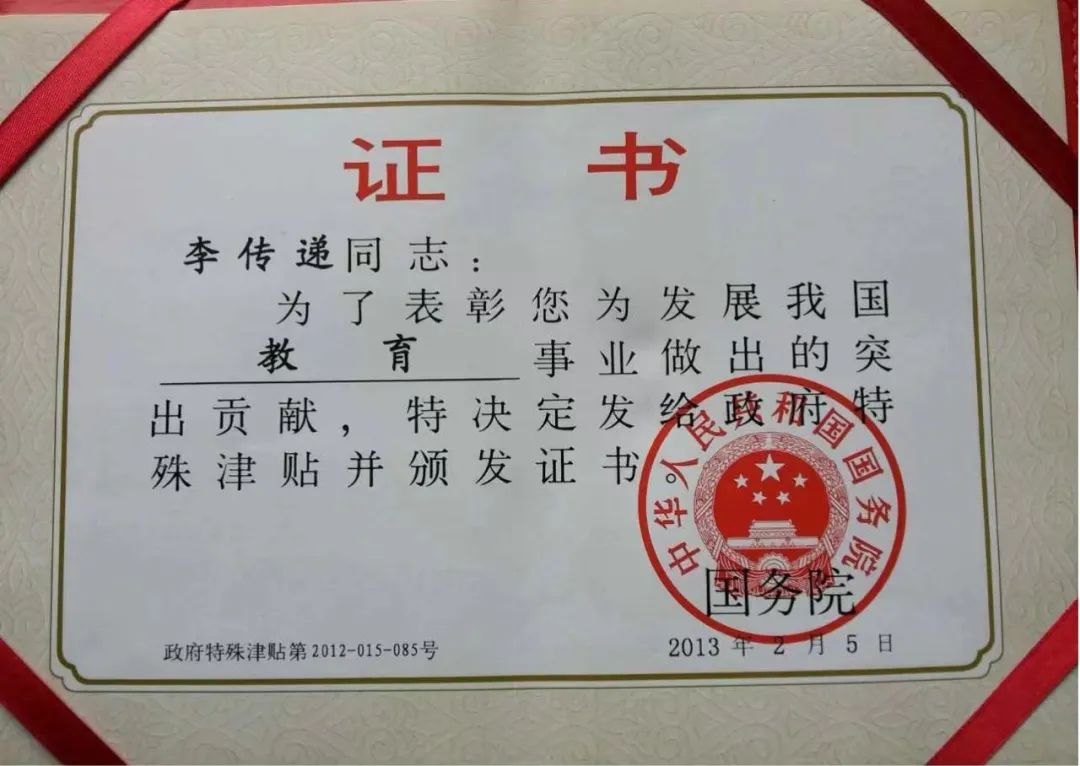 证 书
李传递同志：
为了表彰您为发展我国
教育事业做出的突
出贡献，特决定发给政府特
殊津贴并颁发证书。
中华人民共和国国务院
国务院
政府特殊津贴第2012-015-085号
2013年2月5日